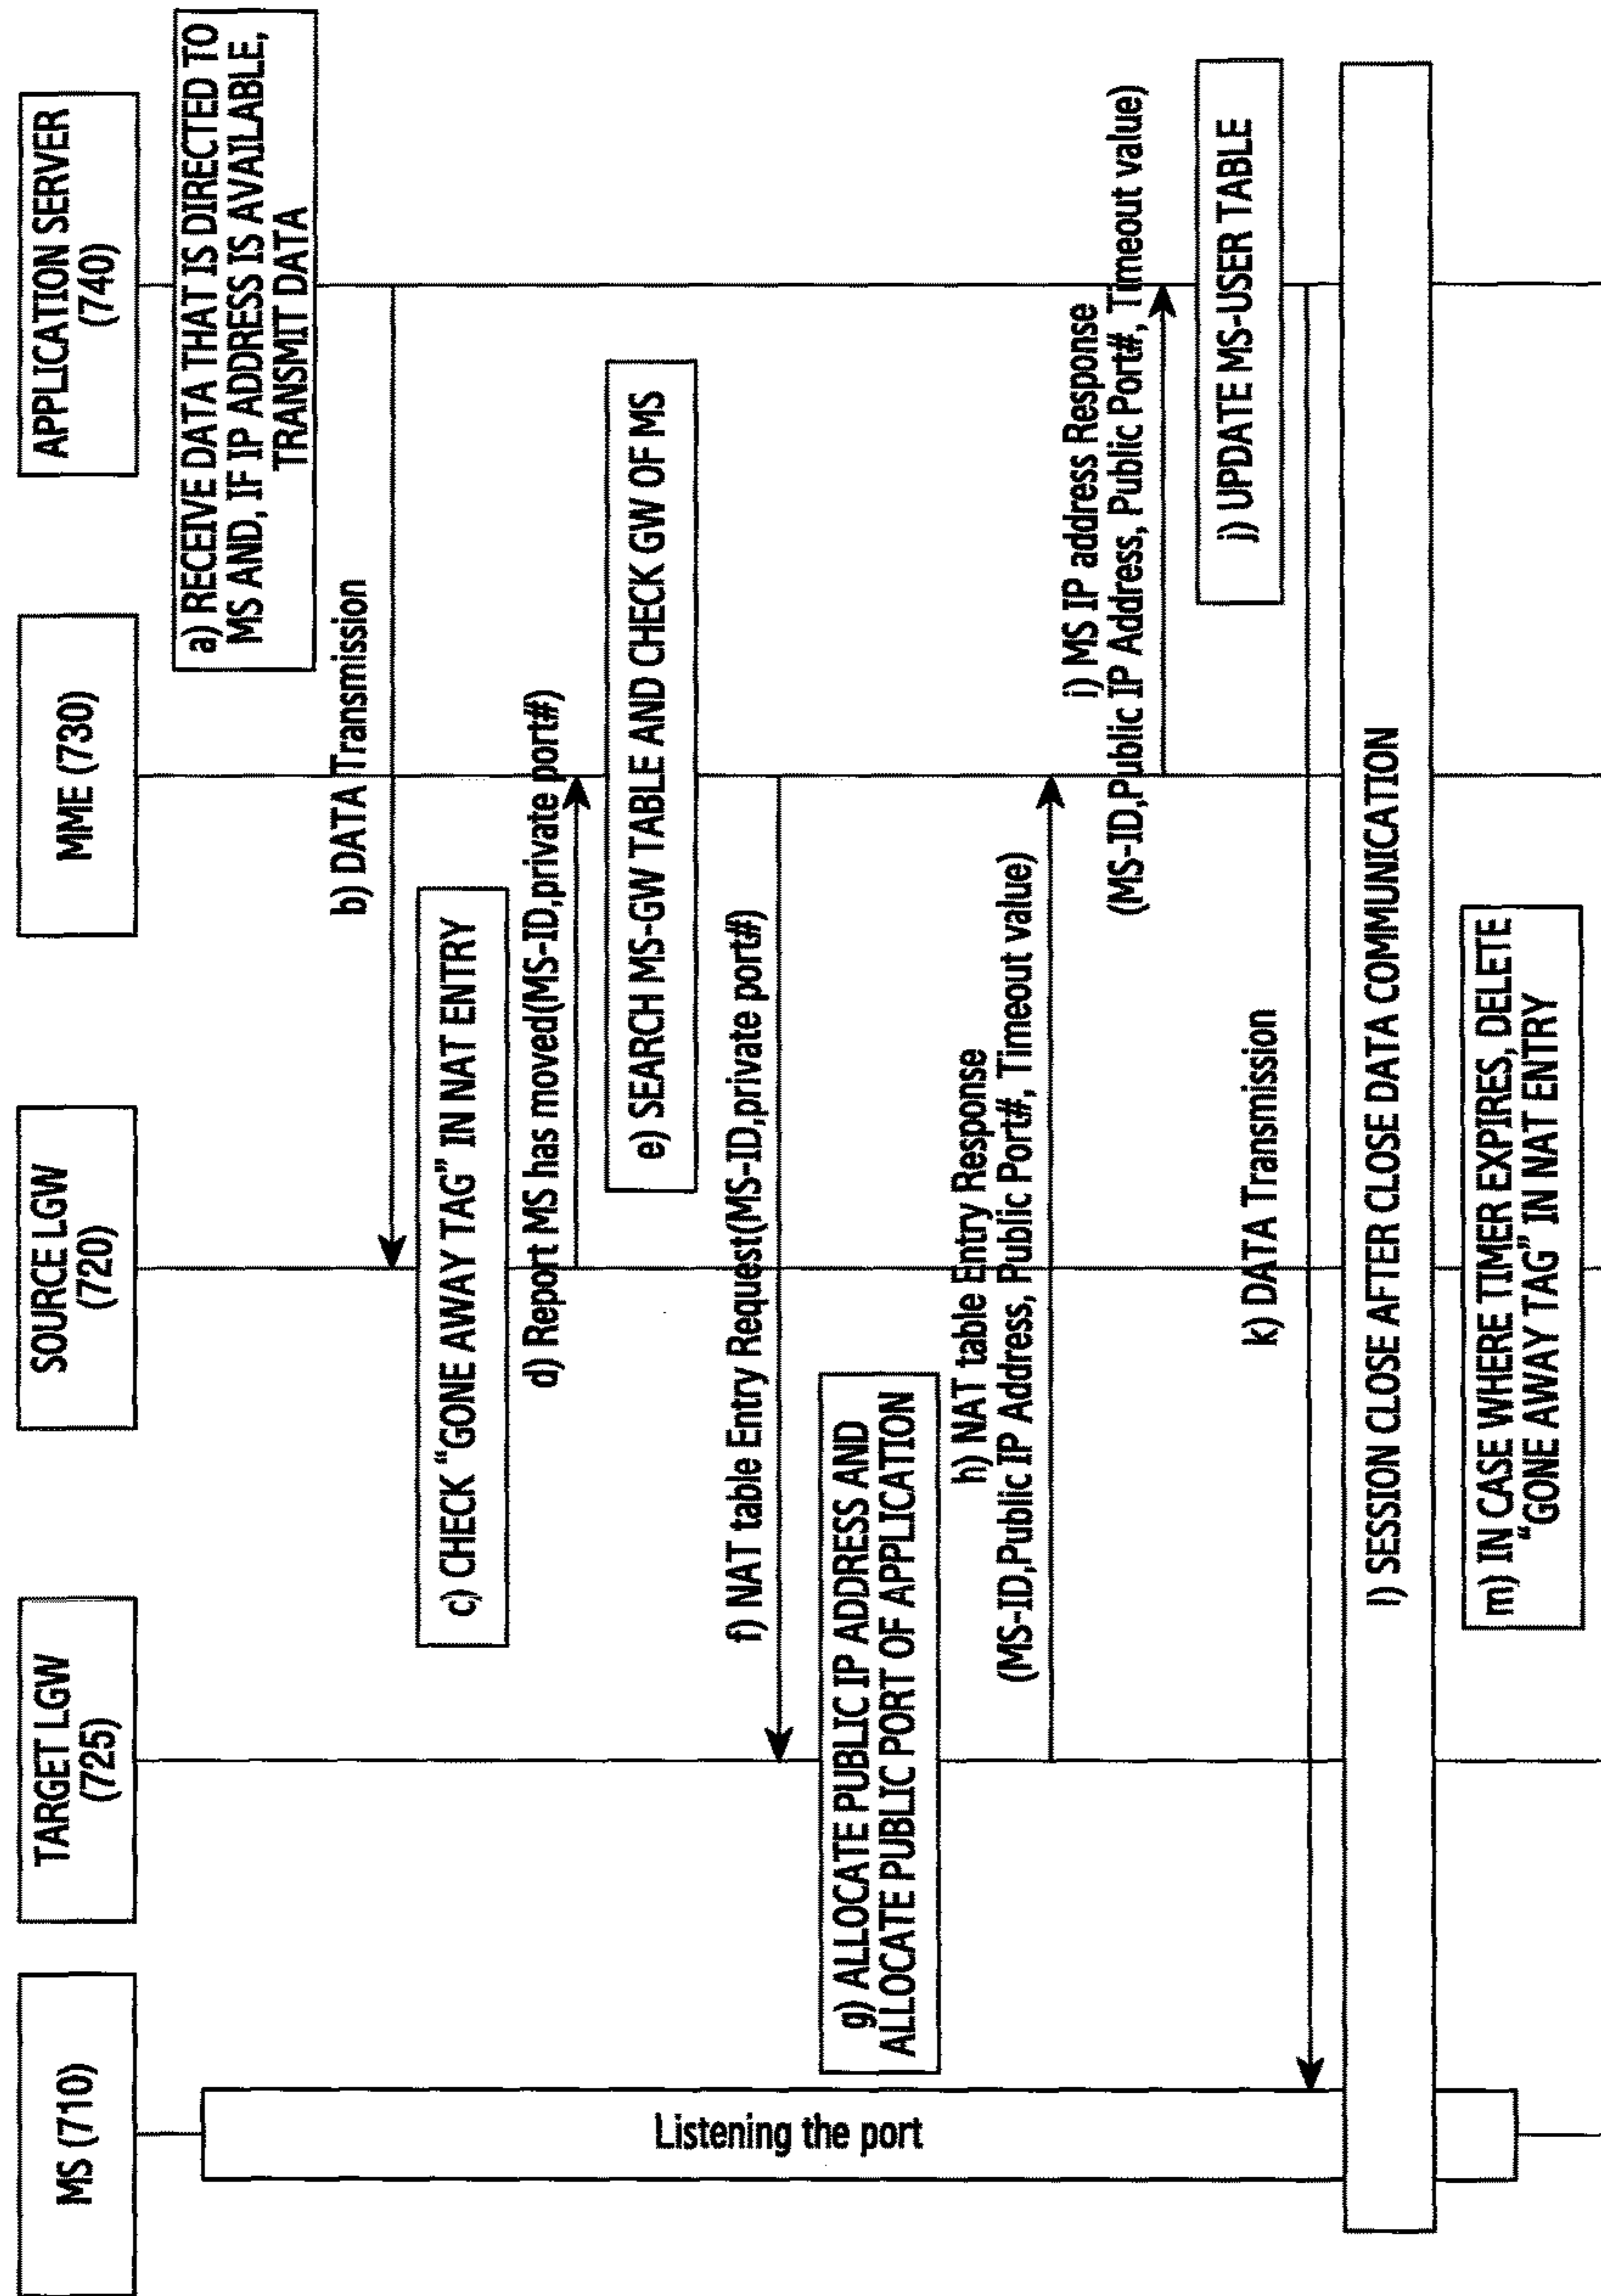 MS (710)
TARGET LGW
(725)
SOURCE LGW
(720)
MME (730)
APPLICATION SERVER
(740)
a) RECEIVE DATA THAT IS DIRECTED TO
MS AND, IF IP ADDRESS IS AVAILABLE,
TRANSMIT DATA
b) DATA Transmission
c) CHECK “GONE AWAY TAG” IN NAT ENTRY
d) Report MS has moved(MS-ID,private port#)
e) SEARCH MS-GW TABLE AND CHECK GW OF MS
f) NAT table Entry Request(MS-ID,private port#)
g) ALLOCATE PUBLIC IP ADDRESS AND
ALLOCATE PUBLIC PORT OF APPLICATION
h) NAT table Entry Response
(MS-ID,Public IP Address, Public Port#, Timeout value)
i) MS IP address Response
(MS-ID,Public IP Address, Public Port#, Timeout value)
j) UPDATE MS-USER TABLE
k) DATA Transmission
Listening the port
l) SESSION CLOSE AFTER CLOSE DATA COMMUNICATION
m) IN CASE WHERE TIMER EXPIRES, DELETE
“GONE AWAY TAG” IN NAT ENTRY